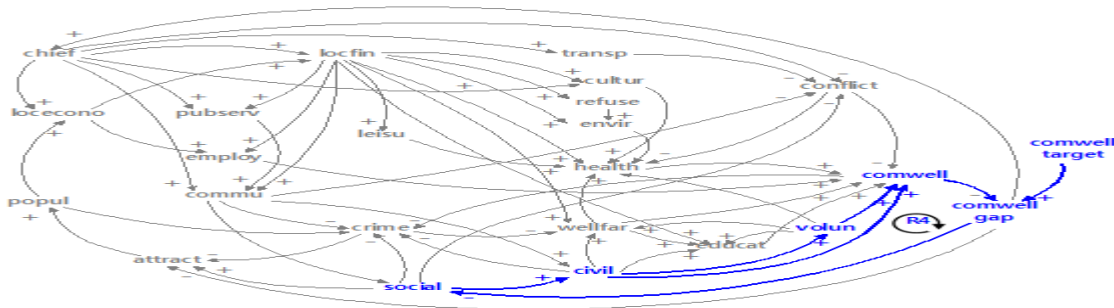 chief
locfin
transp
cultur
conflict
locecono
pubserv
refuse
envir
leisu
employ
health
comwell
target
comwell
commu
popul
comwell
gap
R4
crime
wellfar
volun
educat
attract
civil
social